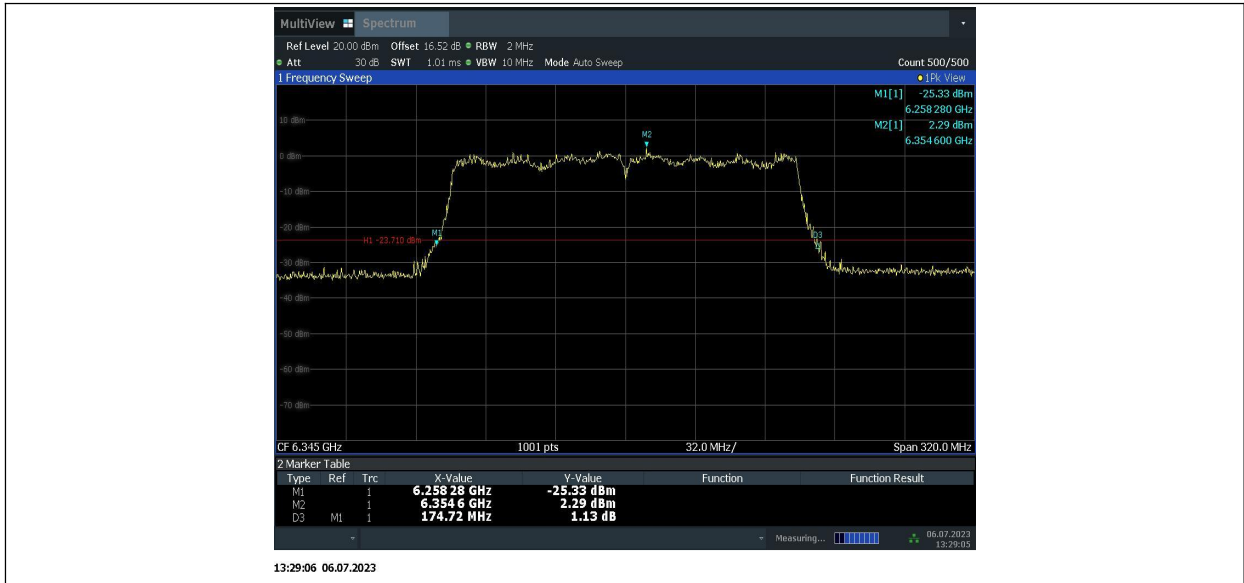 MultiView Spectrum
Ref Level 20.00 dBm Offset 16.52 dB RBW 2 MHz
Att 30 dB SWT 1.01 ms VBW 10 MHz Mode Auto Sweep Count 500/500
1 Frequency Sweep 1Pk View
M1[1] -25.33 dBm
6.258 280 GHz
M2[1] 2.29 dBm
6.354 600 GHz
10 dBm
M2
0 dBm
-10 dBm
-20 dBm
M1
D3
H1 -23.710 dBm
-30 dBm
-40 dBm
-50 dBm
-60 dBm
-70 dBm
CF 6.345 GHz 1001 pts 32.0 MHz/ Span 320.0 MHz
2 Marker Table
Type Ref Trc X-Value Y-Value Function Function Result
M1 1 6.258 28 GHz -25.33 dBm
M2 1 6.354 6 GHz 2.29 dBm
D3 M1 1 174.72 MHz 1.13 dB
Measuring... 06.07.2023
13:29:05
13:29:06 06.07.2023